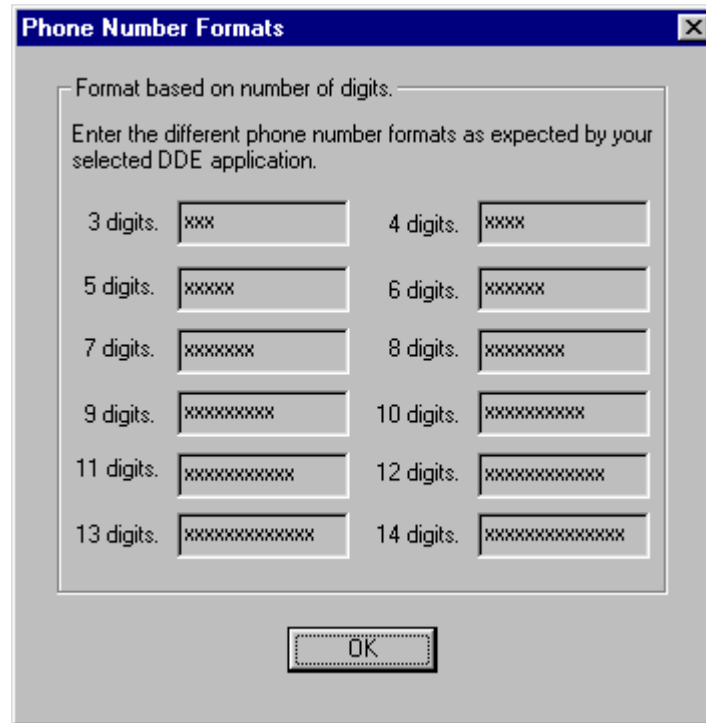 Phone Number Formats
Format based on number of digits.
Enter the different phone number formats as expected by your
selected DDE application.
3 digits. xxx 4 digits. xxxx
5 digits. xxxxx 6 digits. xxxxxx
7 digits. xxxxxxx 8 digits. xxxxxxxx
9 digits. xxxxxxxxx 10 digits. xxxxxxxxxx
11 digits. xxxxxxxxxxx 12 digits. xxxxxxxxxxxx
13 digits. xxxxxxxxxxxxx 14 digits. xxxxxxxxxxxxxx
OK